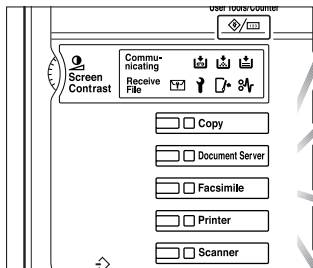 User Tools/Counter
Screen
Contrast
Commu-
nicating
Receive
File
Copy
Document Server
Facsimile
Printer
Scanner